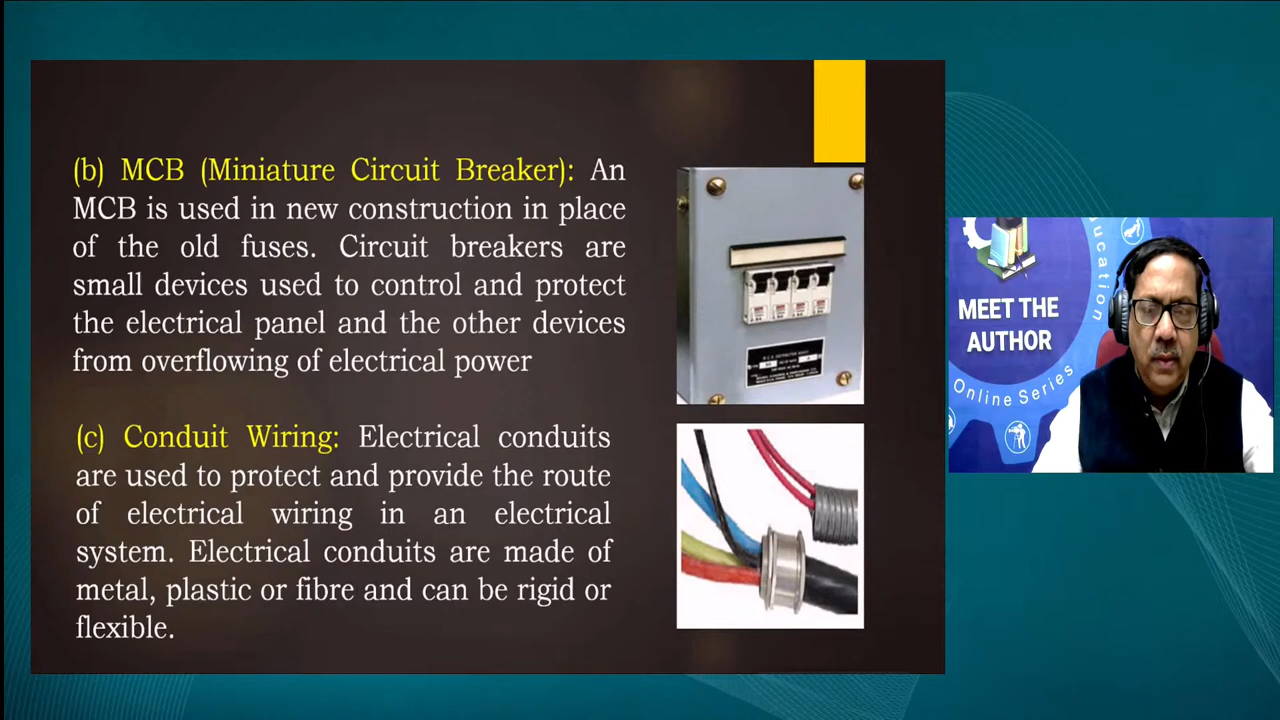 (b) MCB (Miniature Circuit Breaker): An
MCB is used in new construction in place
of the old fuses. Circuit breakers are
small devices used to control and protect
the electrical panel and the other devices
from overflowing of electrical power
(c) Conduit Wiring: Electrical conduits
are used to protect and provide the route
of electrical wiring in an electrical
system. Electrical conduits are made of
metal, plastic or fibre and can be rigid or
flexible.
MEET THE
AUTHOR
ucation
Online Series